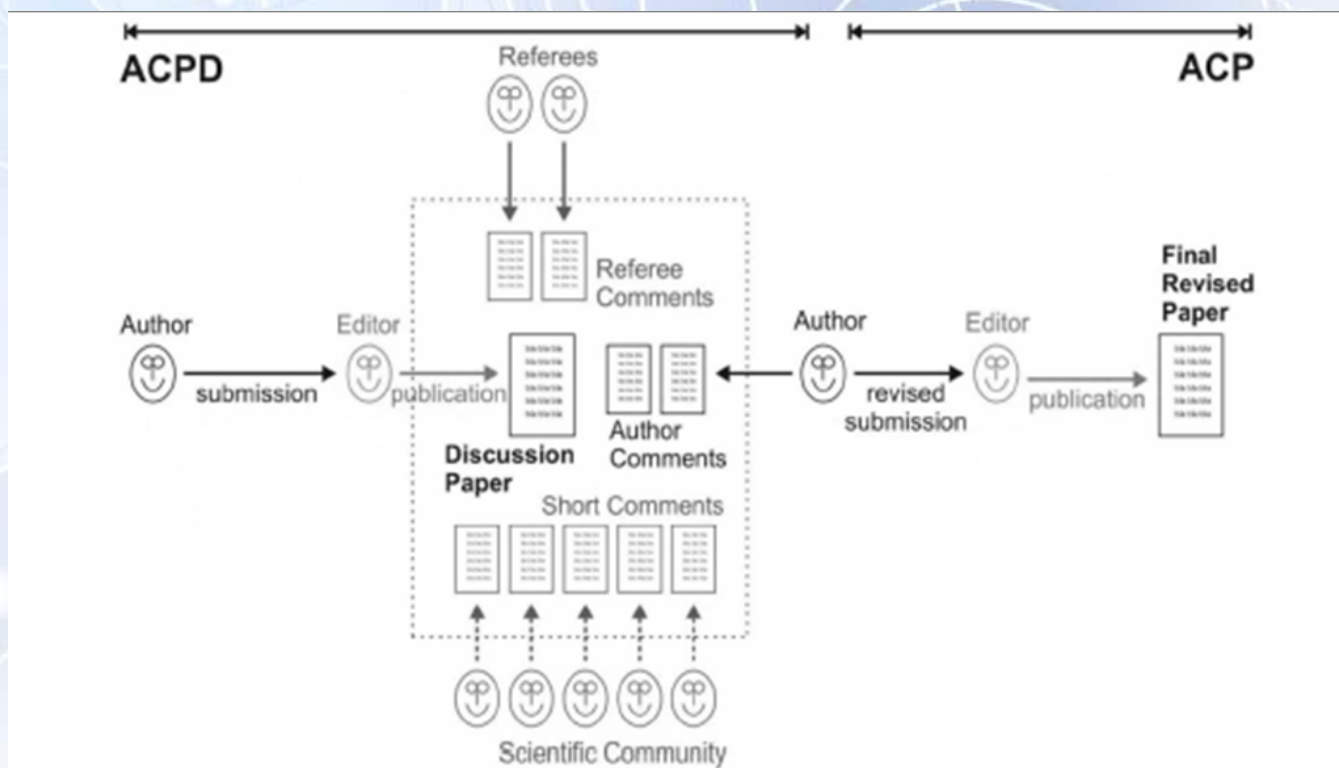 ACPD
Referees
ACP
Referee
Comments
Final
Revised
Paper
Author
submission
Editor
publication
Discussion
Paper
Author
Comments
Author
revised
submission
Editor
publication
Short Comments
Scientific Community